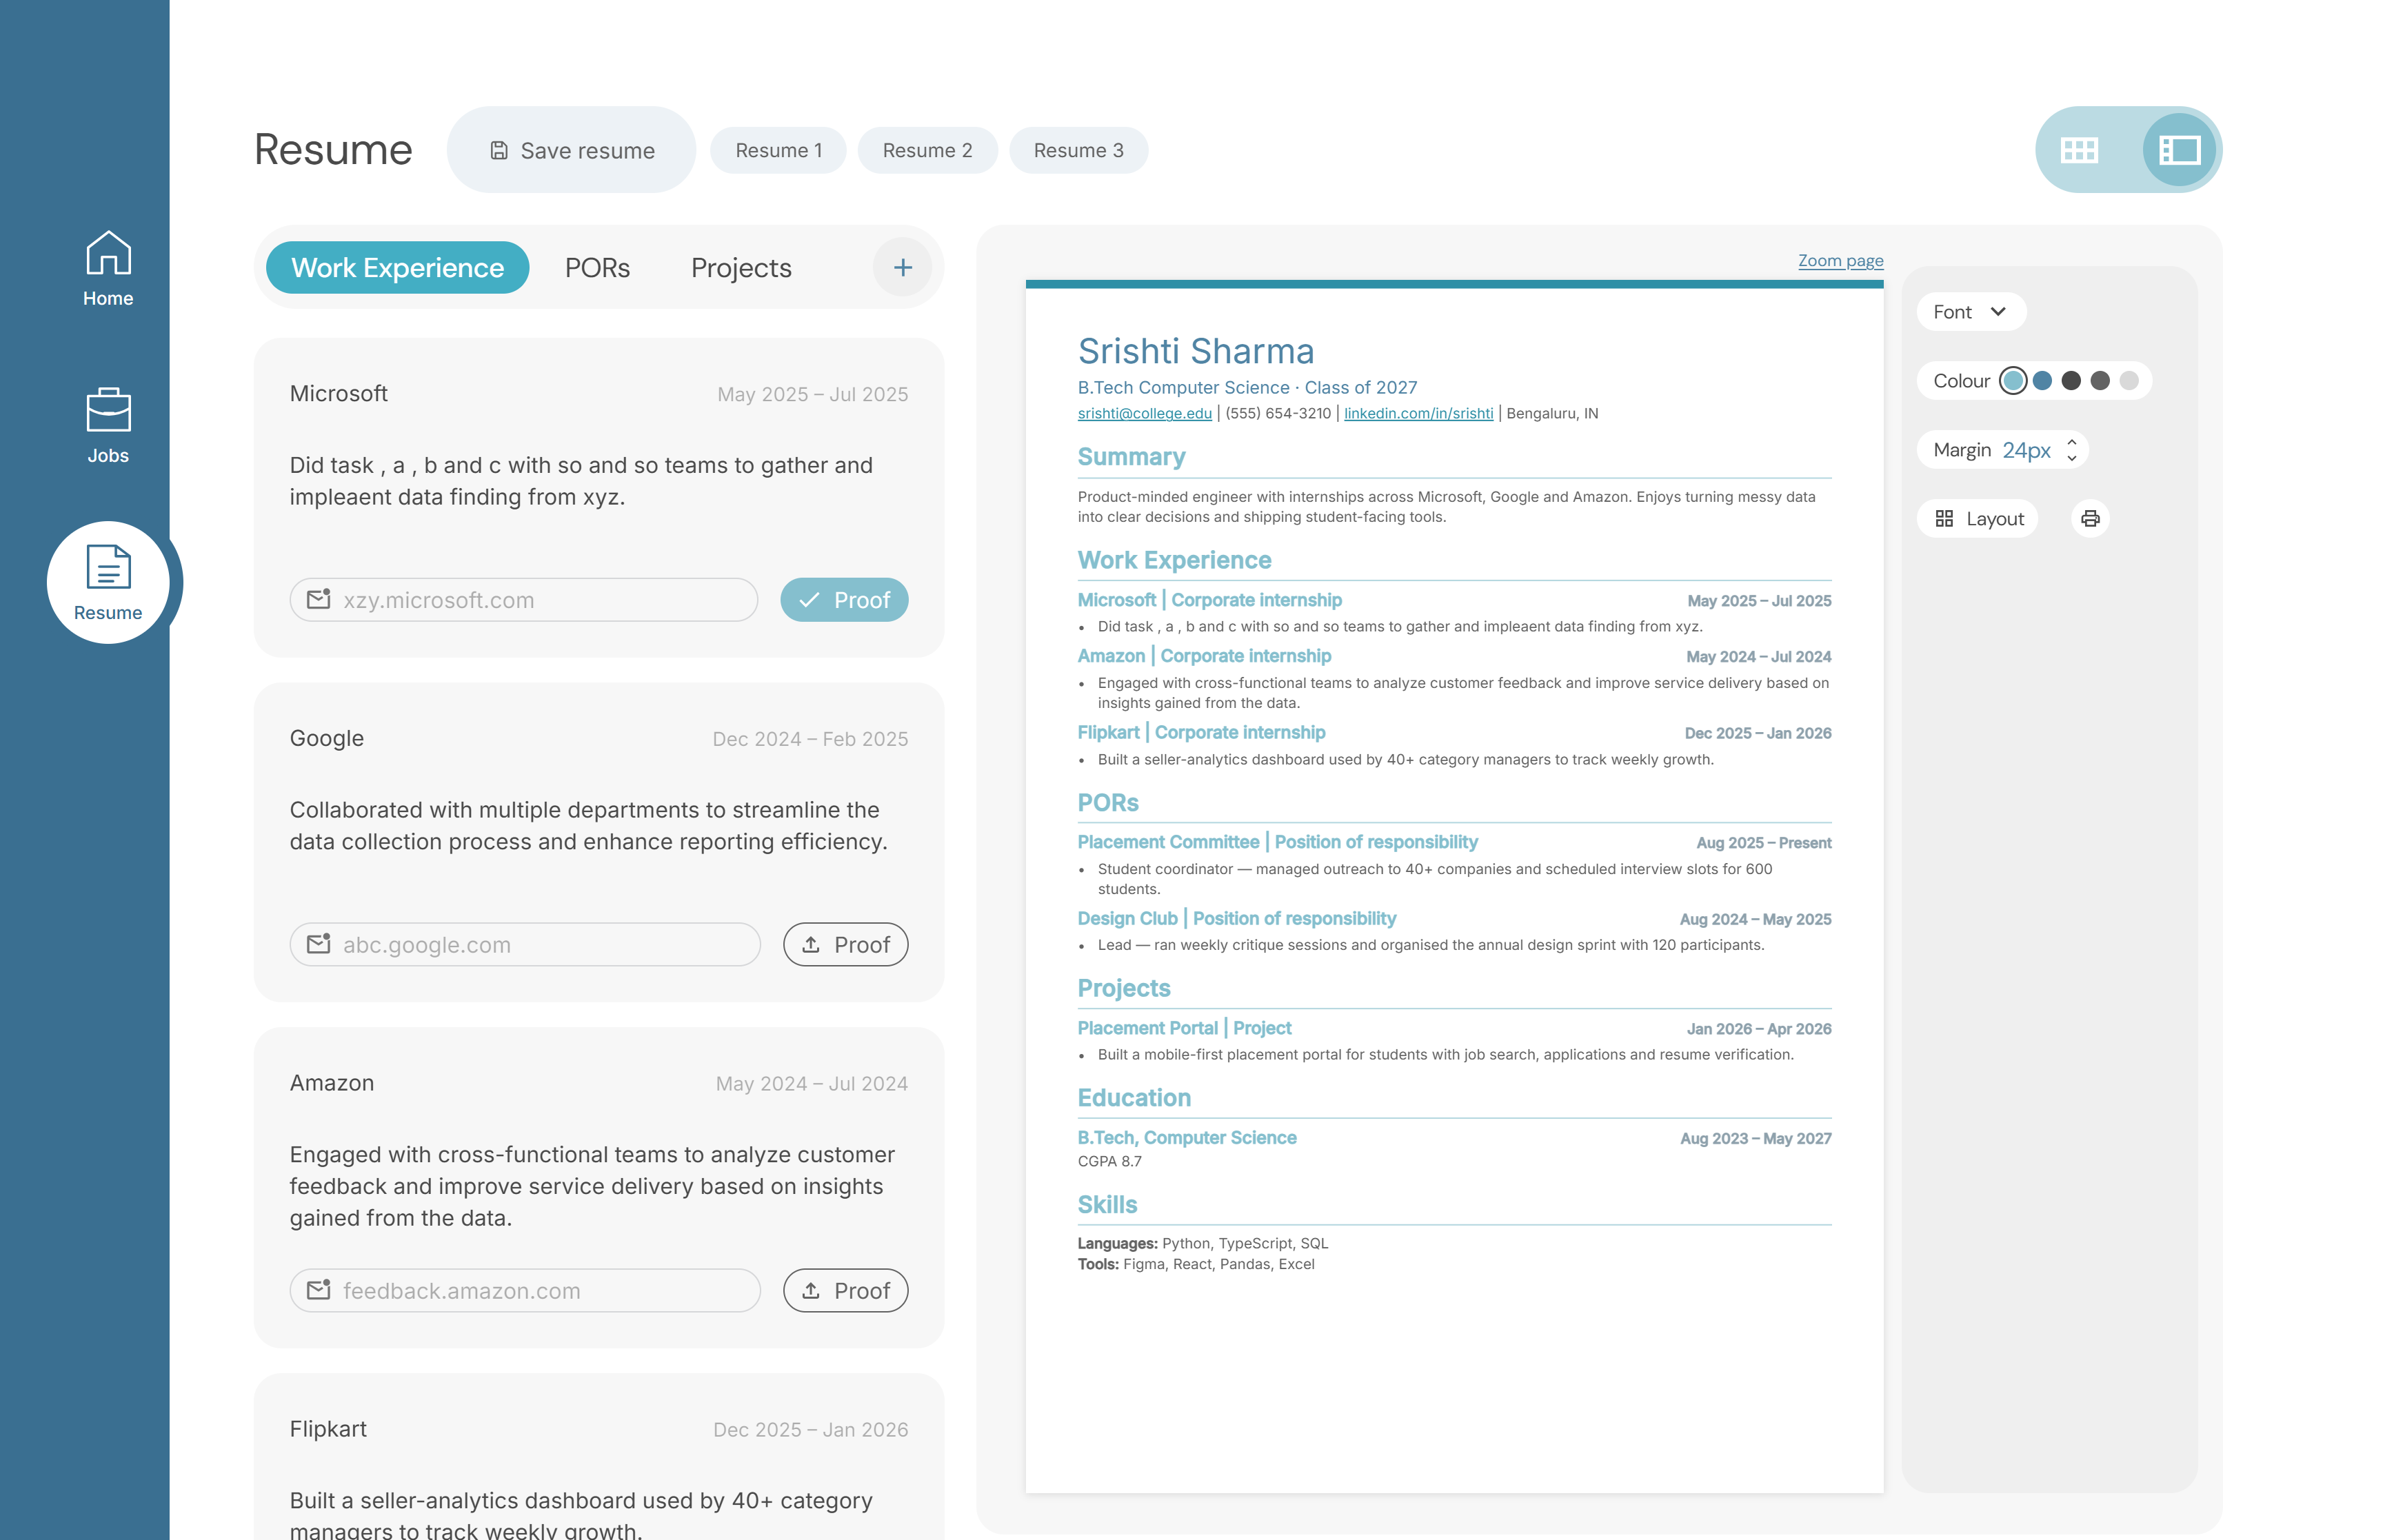 Home
Jobs
Resume
Resume
Save resume
Resume 1
Resume 2
Resume 3
Work Experience
PORs
Projects
Microsoft
May 2025 – Jul 2025
Did task , a , b and c with so and so teams to gather and
impleaent data finding from xyz.
xzy.microsoft.com
Proof
Google
Dec 2024 – Feb 2025
Collaborated with multiple departments to streamline the
data collection process and enhance reporting efficiency.
abc.google.com
Proof
Amazon
May 2024 – Jul 2024
Engaged with cross-functional teams to analyze customer
feedback and improve service delivery based on insights
gained from the data.
feedback.amazon.com
Proof
Flipkart
Dec 2025 – Jan 2026
Built a seller-analytics dashboard used by 40+ category
managers to track weekly growth.
Zoom page
Srishti Sharma
B.Tech Computer Science · Class of 2027
srishti@college.edu | (555) 654-3210 | linkedin.com/in/srishti | Bengaluru, IN
Summary
Product-minded engineer with internships across Microsoft, Google and Amazon. Enjoys turning messy data
into clear decisions and shipping student-facing tools.
Work Experience
Microsoft | Corporate internship May 2025 – Jul 2025
• Did task , a , b and c with so and so teams to gather and impleaent data finding from xyz.
Amazon | Corporate internship May 2024 – Jul 2024
• Engaged with cross-functional teams to analyze customer feedback and improve service delivery based on
insights gained from the data.
Flipkart | Corporate internship Dec 2025 – Jan 2026
• Built a seller-analytics dashboard used by 40+ category managers to track weekly growth.
PORs
Placement Committee | Position of responsibility Aug 2025 – Present
• Student coordinator — managed outreach to 40+ companies and scheduled interview slots for 600
students.
Design Club | Position of responsibility Aug 2024 – May 2025
• Lead — ran weekly critique sessions and organised the annual design sprint with 120 participants.
Projects
Placement Portal | Project Jan 2026 – Apr 2026
• Built a mobile-first placement portal for students with job search, applications and resume verification.
Education
B.Tech, Computer Science Aug 2023 – May 2027
CGPA 8.7
Skills
Languages: Python, TypeScript, SQL
Tools: Figma, React, Pandas, Excel
Font
Colour
Margin 24px
Layout